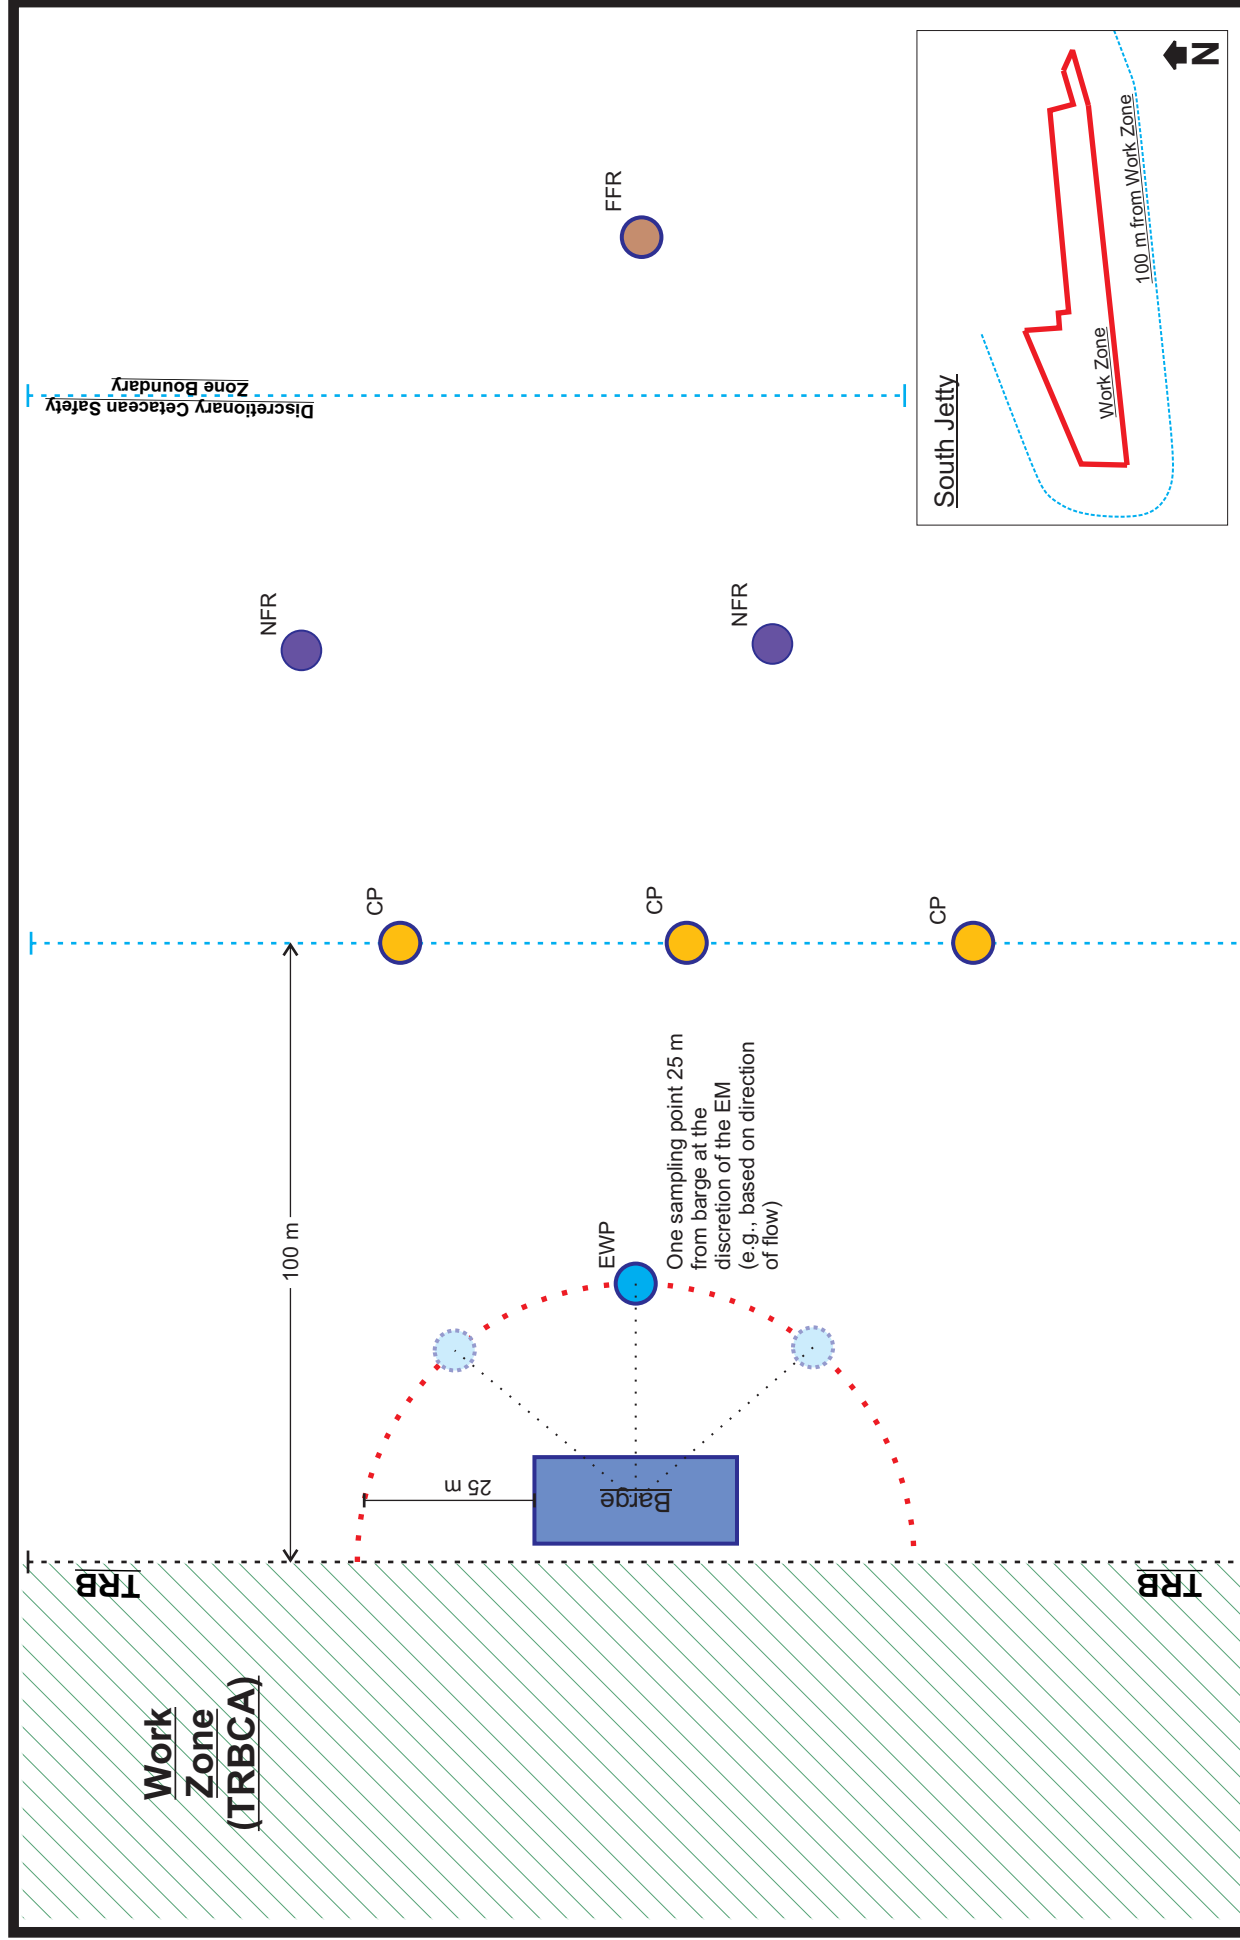 Work
Zone
(TRBCA)
TRB
TRB
Barge
25 m
100 m
EWP
One sampling point 25 m
from barge at the
discretion of the EM
(e.g., based on direction
of flow)
CP
CP
CP
NFR
NFR
Discretionary Cetacean Safety
Zone Boundary
FFR
South Jetty
Work Zone
100 m from Work Zone
N